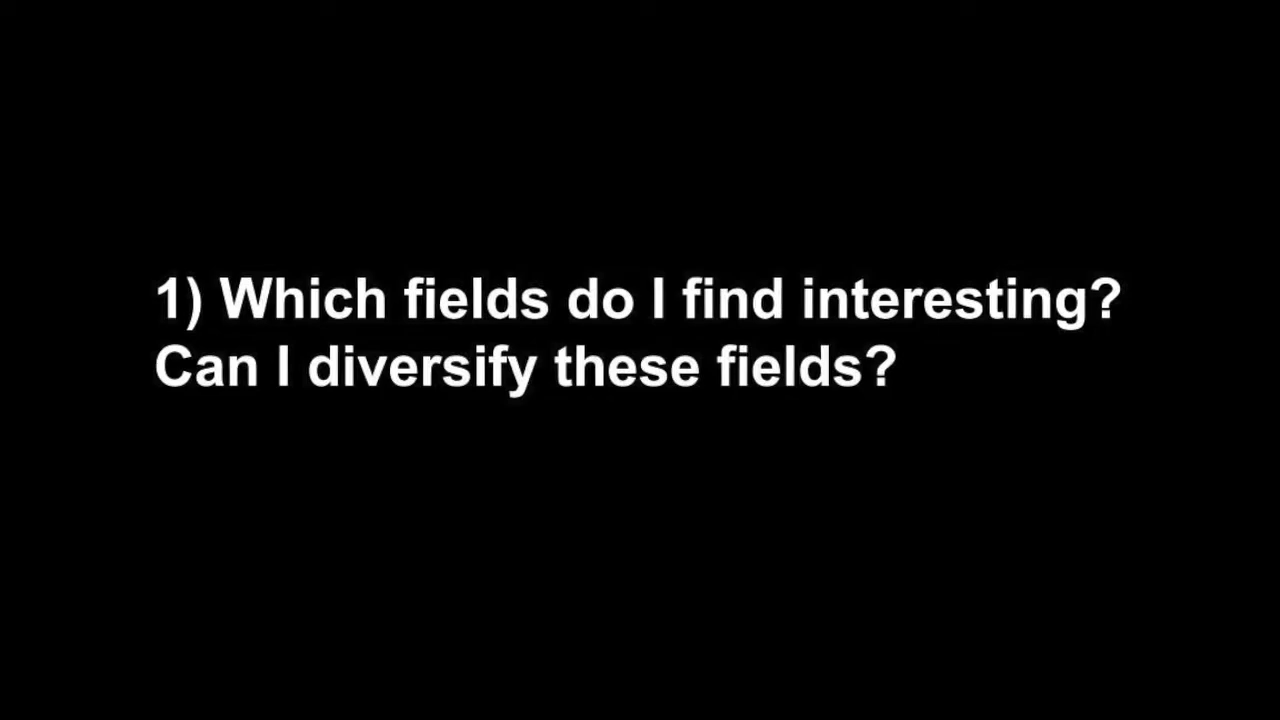 1) Which fields do I find interesting?
Can I diversify these fields?